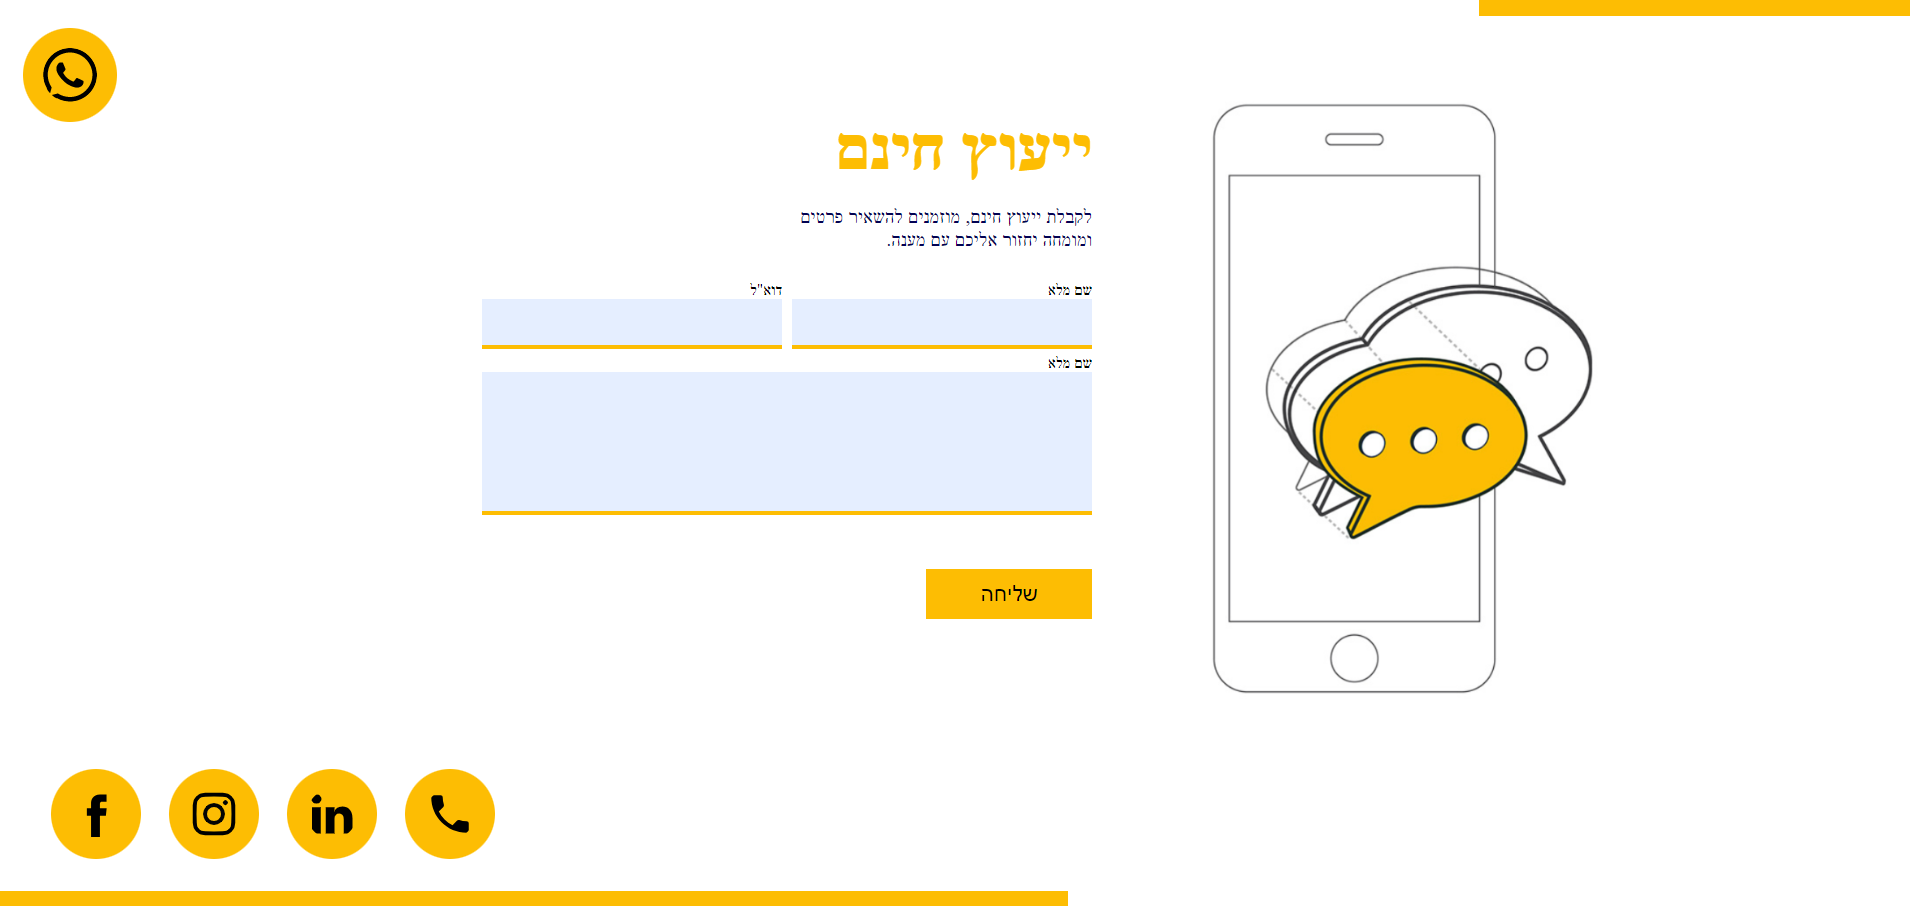 ייעוץ חינם
לקבלת ייעוץ חינם, מוזמנים להשאיר פרטים
ומומחה יחזור אליכם עם מענה.
שם מלא
דוא"ל
שם מלא
שליחה